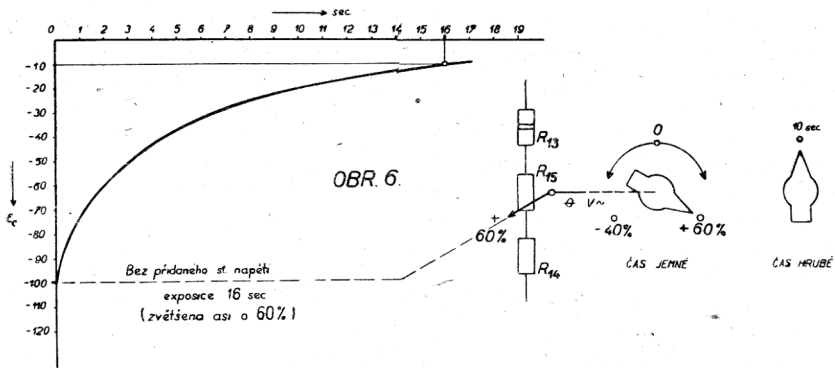 sec
0 1 2 3 4 5 6 7 8 9 10 11 12 13 14 15 16 17 18 19
-10
-20
-30
-40
-50
-60
-70
-80
-90
-100
-110
-120
OBR. 6.
R13
R15
R14
+
60%
0
10 sec
-40%
+60%
ČAS JEMNĚ
ČAS HRUBĚ
Bez přidaného st. napětí
exposice 16 sec
(zvětšena asi o 60%)